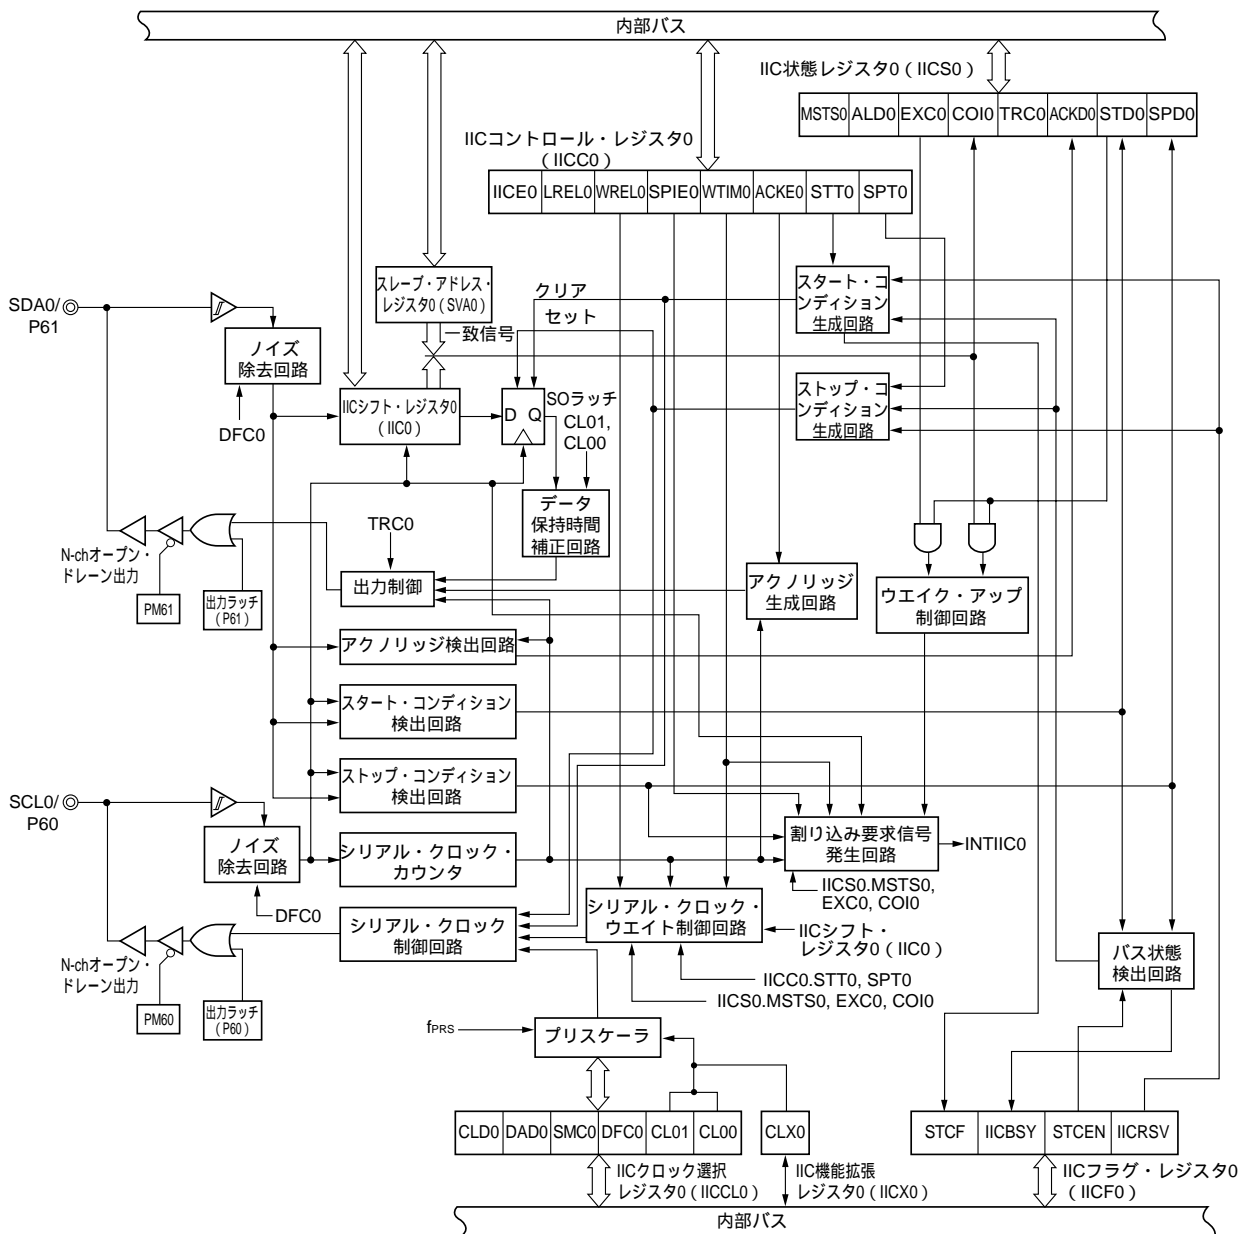 内部バス
IIC状態レジスタ0（IICS0）
MSTS0 ALD0 EXC0 COI0 TRC0 ACKD0 STD0 SPD0
IICコントロール・レジスタ0
（IICC0）
IICE0 LREL0 WREL0 SPIE0 WTIM0 ACKE0 STT0 SPT0
スレーブ・アドレス・
レジスタ0（SVA0）
クリア
セット
一致信号
スタート・コ
ンディション
生成回路
SDA0/
P61
ノイズ
除去回路
DFC0
IICシフト・レジスタ0
（IIC0）
D Q
SOラッチ
CL01,
CL00
ストップ・コ
ンディション
生成回路
データ
保持時間
補正回路
TRC0
N-chオープン・
ドレーン出力
PM61
出力ラッチ
（P61）
出力制御
アクノリッジ
生成回路
ウエイク・アップ
制御回路
アクノリッジ検出回路
スタート・コンディション
検出回路
ストップ・コンディション
検出回路
SCL0/
P60
ノイズ
除去回路
DFC0
シリアル・クロック・
カウンタ
割り込み要求信号
発生回路
INTIIC0
IICS0.MSTS0,
EXC0, COI0
シリアル・クロック
制御回路
シリアル・クロック・
ウエイト制御回路
IICシフト・
レジスタ0（IIC0）
IICC0.STT0, SPT0
IICS0.MSTS0, EXC0, COI0
バス状態
検出回路
N-chオープン・
ドレーン出力
PM60
出力ラッチ
（P60）
fPRS
プリスケーラ
CLD0 DAD0 SMC0 DFC0 CL01 CL00
CLX0
STCF IICBSY STCEN IICRSV
IICクロック選択
レジスタ0（IICCL0）
IIC機能拡張
レジスタ0（IICX0）
IICフラグ・レジスタ0
（IICF0）
内部バス